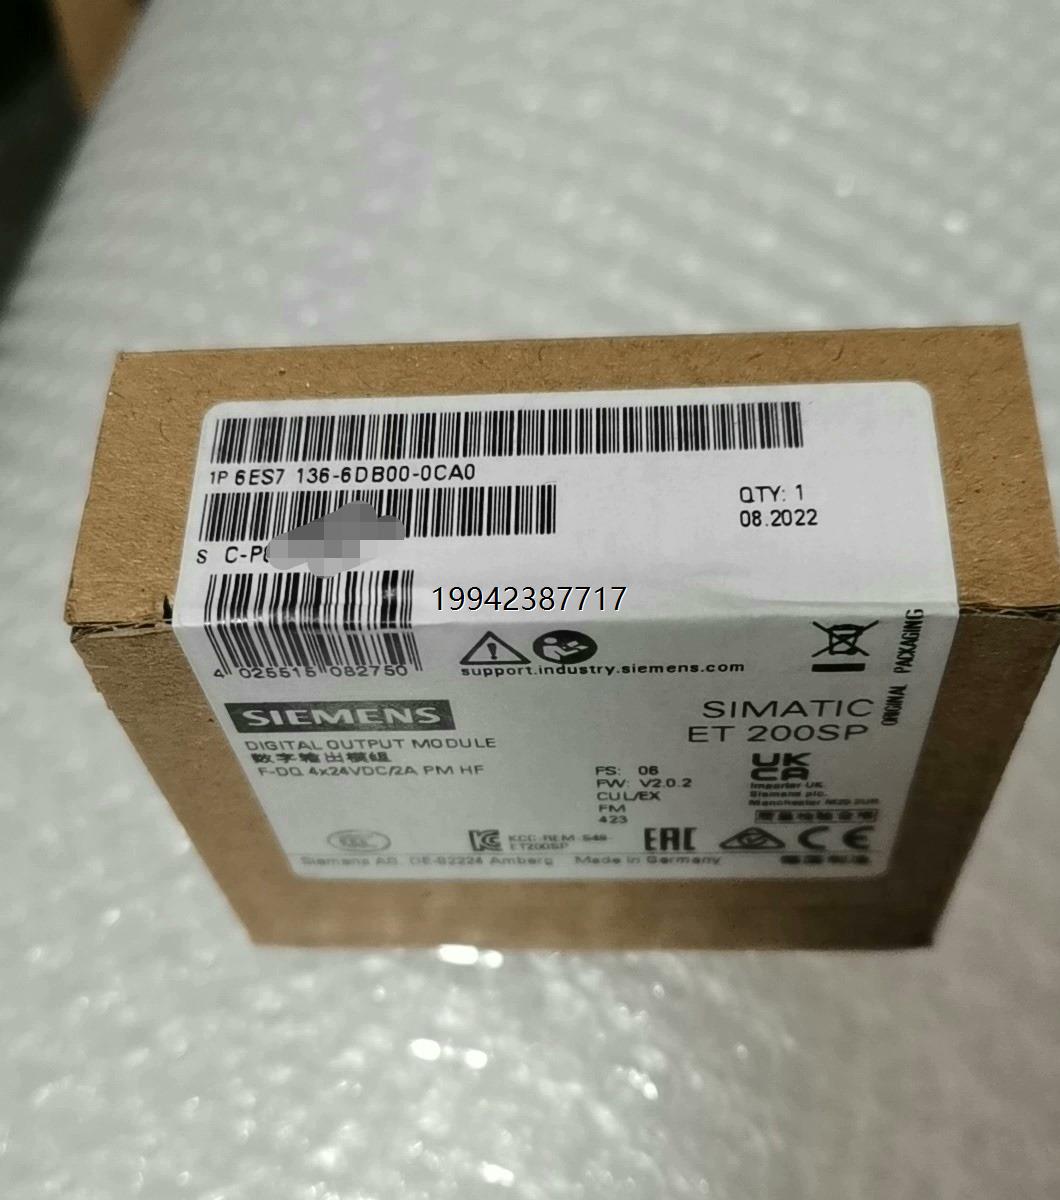 1P 6ES7 136-6DB00-0CA0
QTY: 1
08.2022
S C-P
19942387717
4 025515 082750
support.industry.siemens.com
ORIGINAL PACKAGING
SIEMENS
SIMATIC
ET 200SP
DIGITAL OUTPUT MODULE
数字输出模组
F-DQ 4x24VDC/2A PM HF
FS: 06
FW: V2.0.2
CUL/EX
FM
423
UK
CA
Importer UK:
Siemens plc.
Manchester
KCC-REM-S49-
ET200SP
EAC
CE
Siemens AG, DE-92224 Amberg Made in Germany